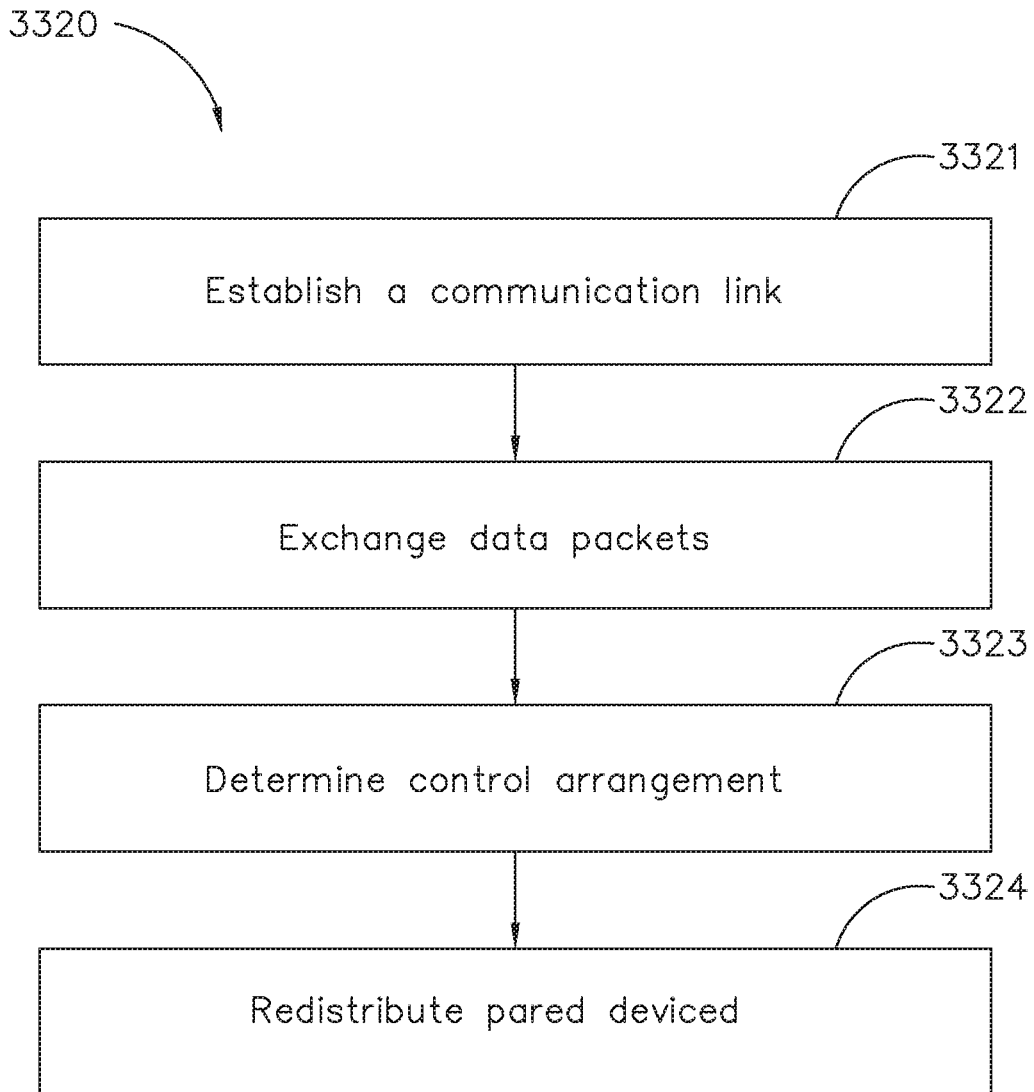 3320
3321
Establish a communication link
3322
Exchange data packets
3323
Determine control arrangement
3324
Redistribute pared deviced